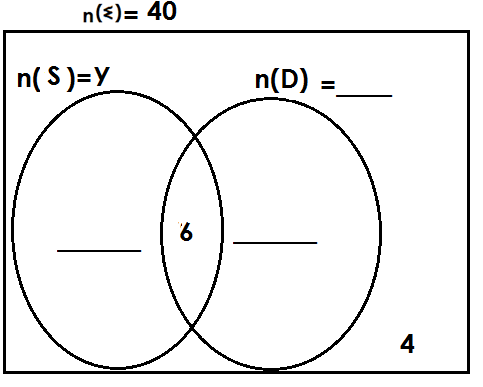 n(ξ)= 40
n( S )=y n(D) =____
______ 6 ______
4